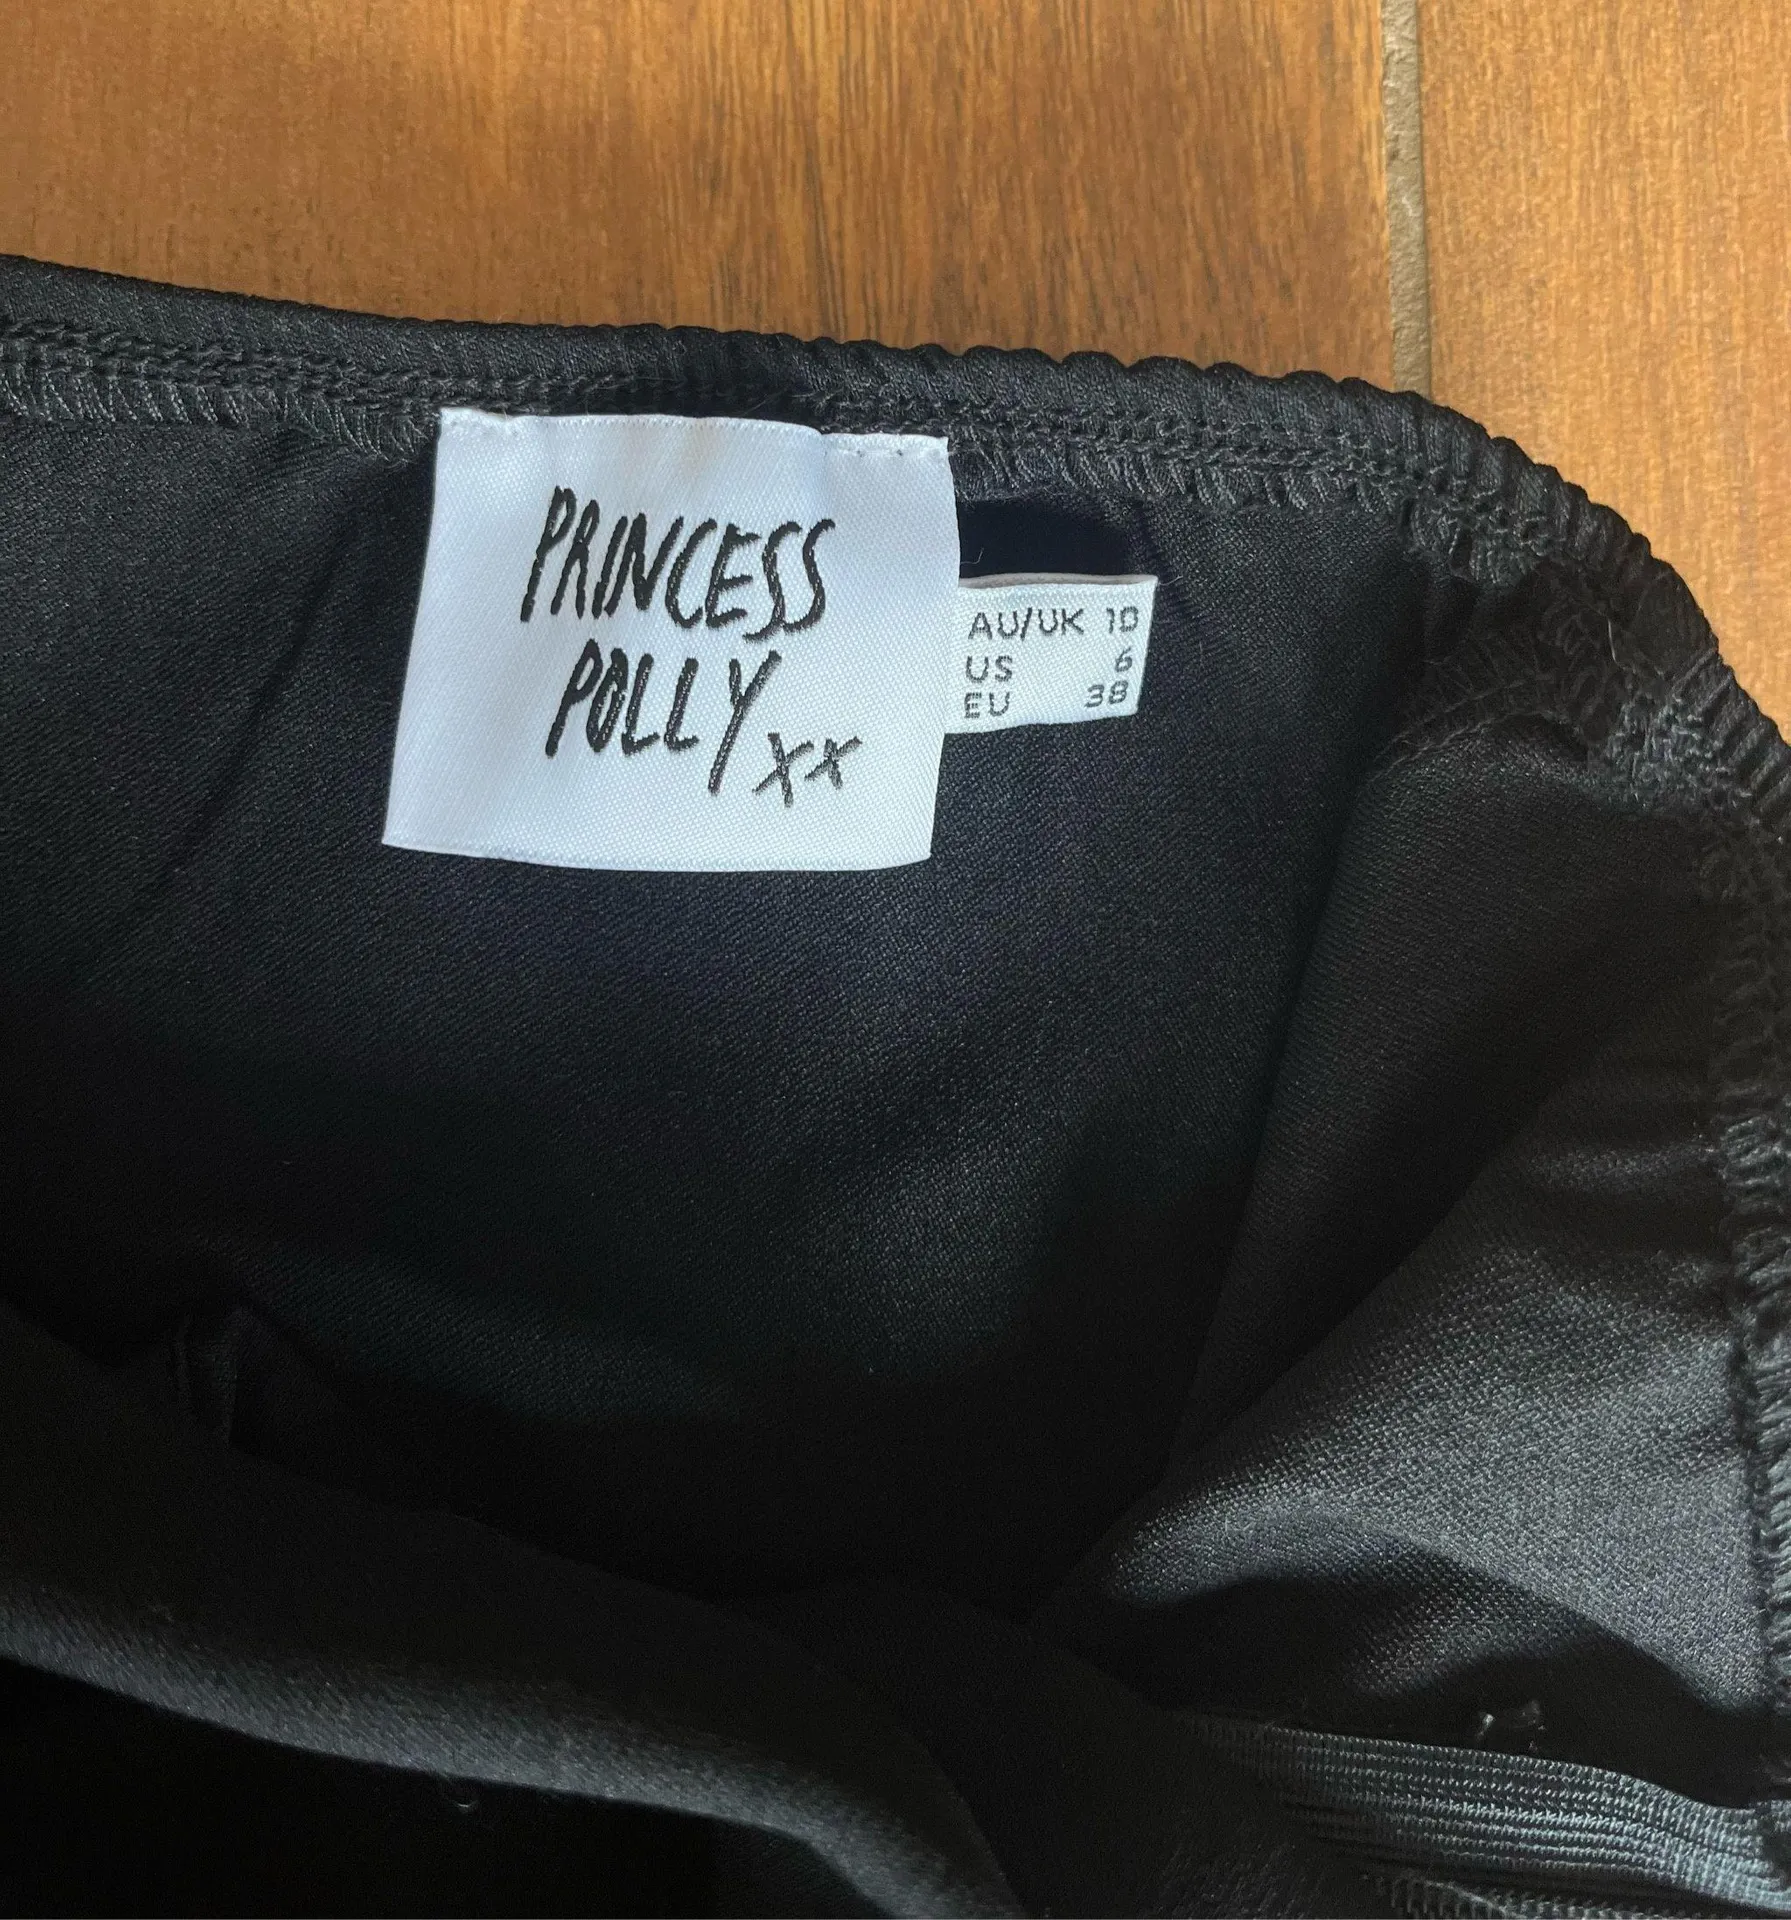 PRINCESS
POLLY xx
AU/UK 10
US 6
EU 38